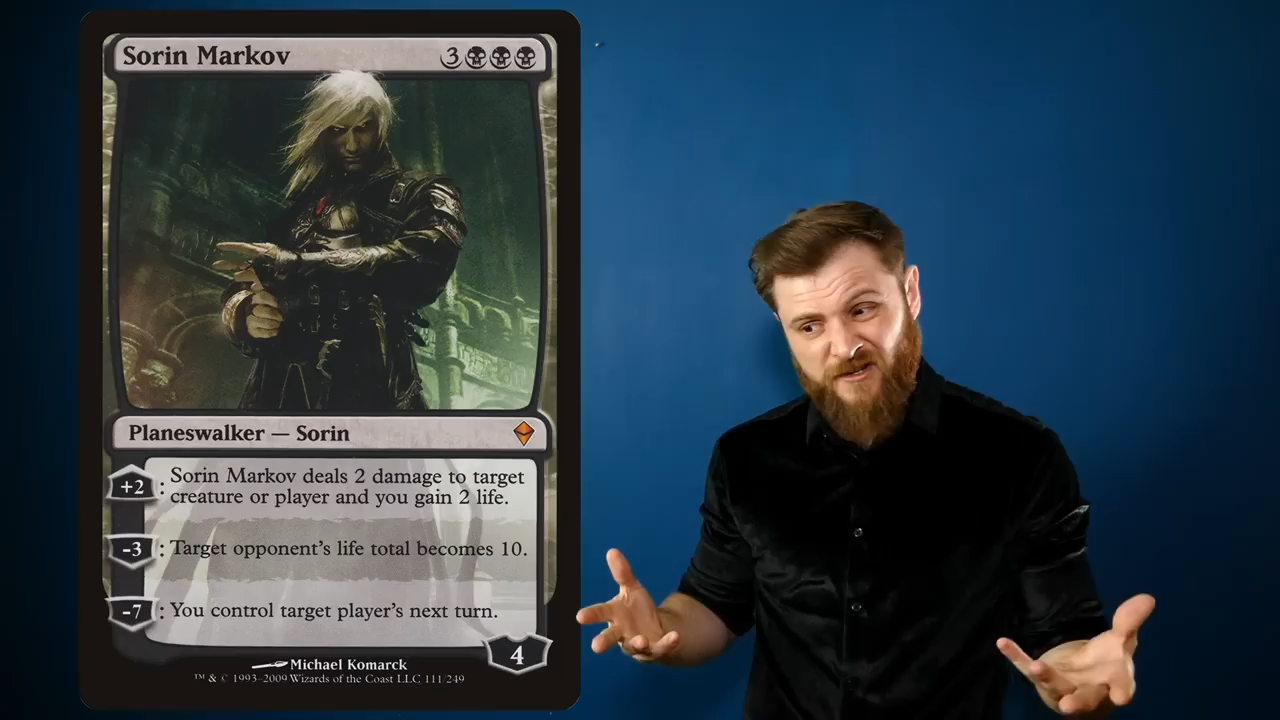 Sorin Markov 3
Planeswalker — Sorin
+2: Sorin Markov deals 2 damage to target
creature or player and you gain 2 life.
-3: Target opponent's life total becomes 10.
-7: You control target player's next turn.
4
Michael Komarck
™ & © 1993–2009 Wizards of the Coast LLC 111/249